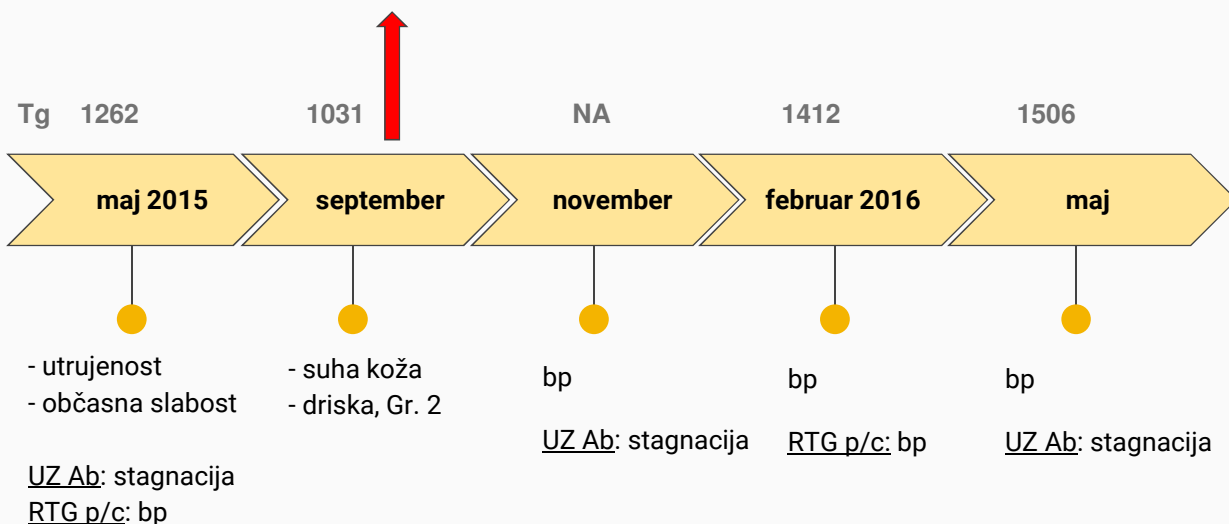 Tg 1262 1031 NA 1412 1506
maj 2015 september november februar 2016 maj
- utrujenost
- občasna slabost
UZ Ab: stagnacija
RTG p/c: bp
- suha koža
- driska, Gr. 2
bp
UZ Ab: stagnacija
bp
RTG p/c: bp
bp
UZ Ab: stagnacija